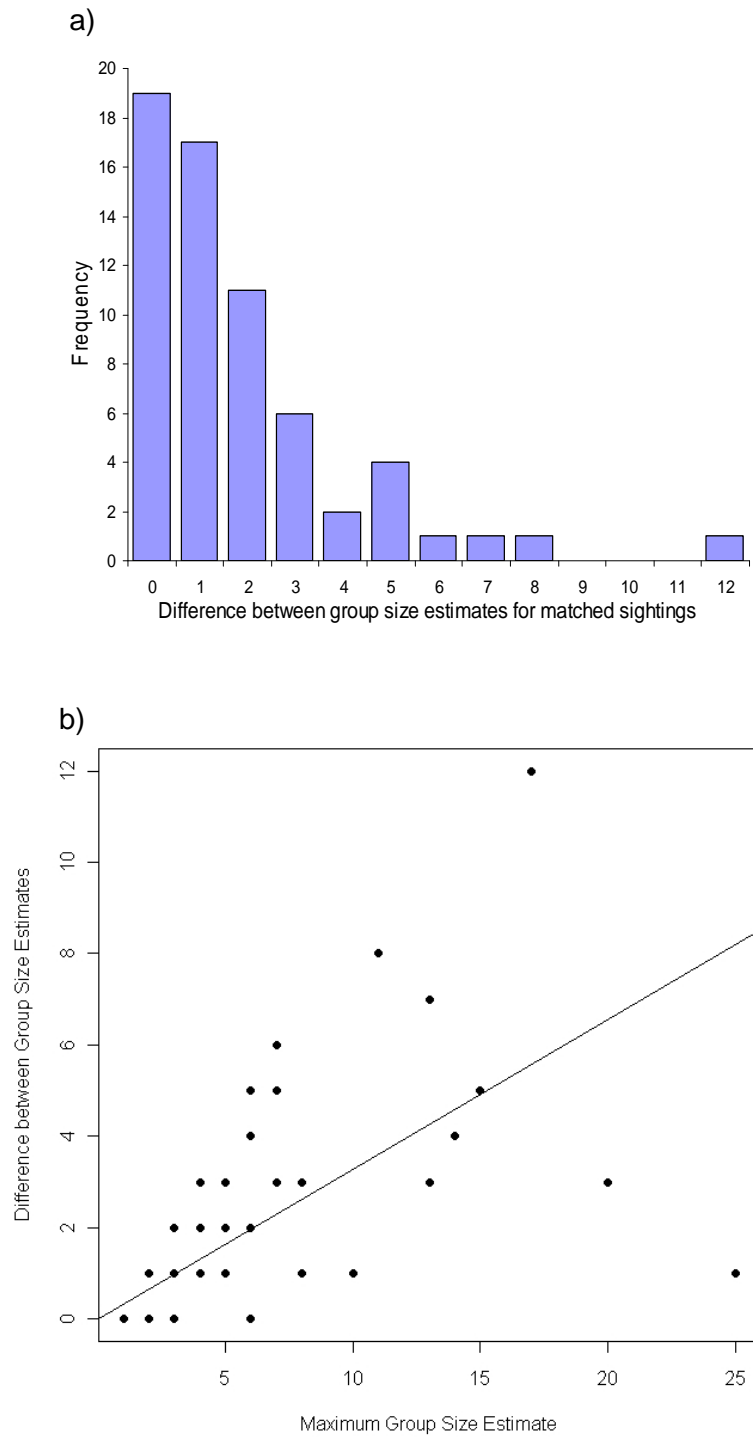 a)
20
18
16
14
12
10
8
6
4
2
0
Frequency
0 1 2 3 4 5 6 7 8 9 10 11 12
Difference between group size estimates for matched sightings
b)
12
10
8
6
4
2
0
Difference between Group Size Estimates
5 10 15 20 25
Maximum Group Size Estimate